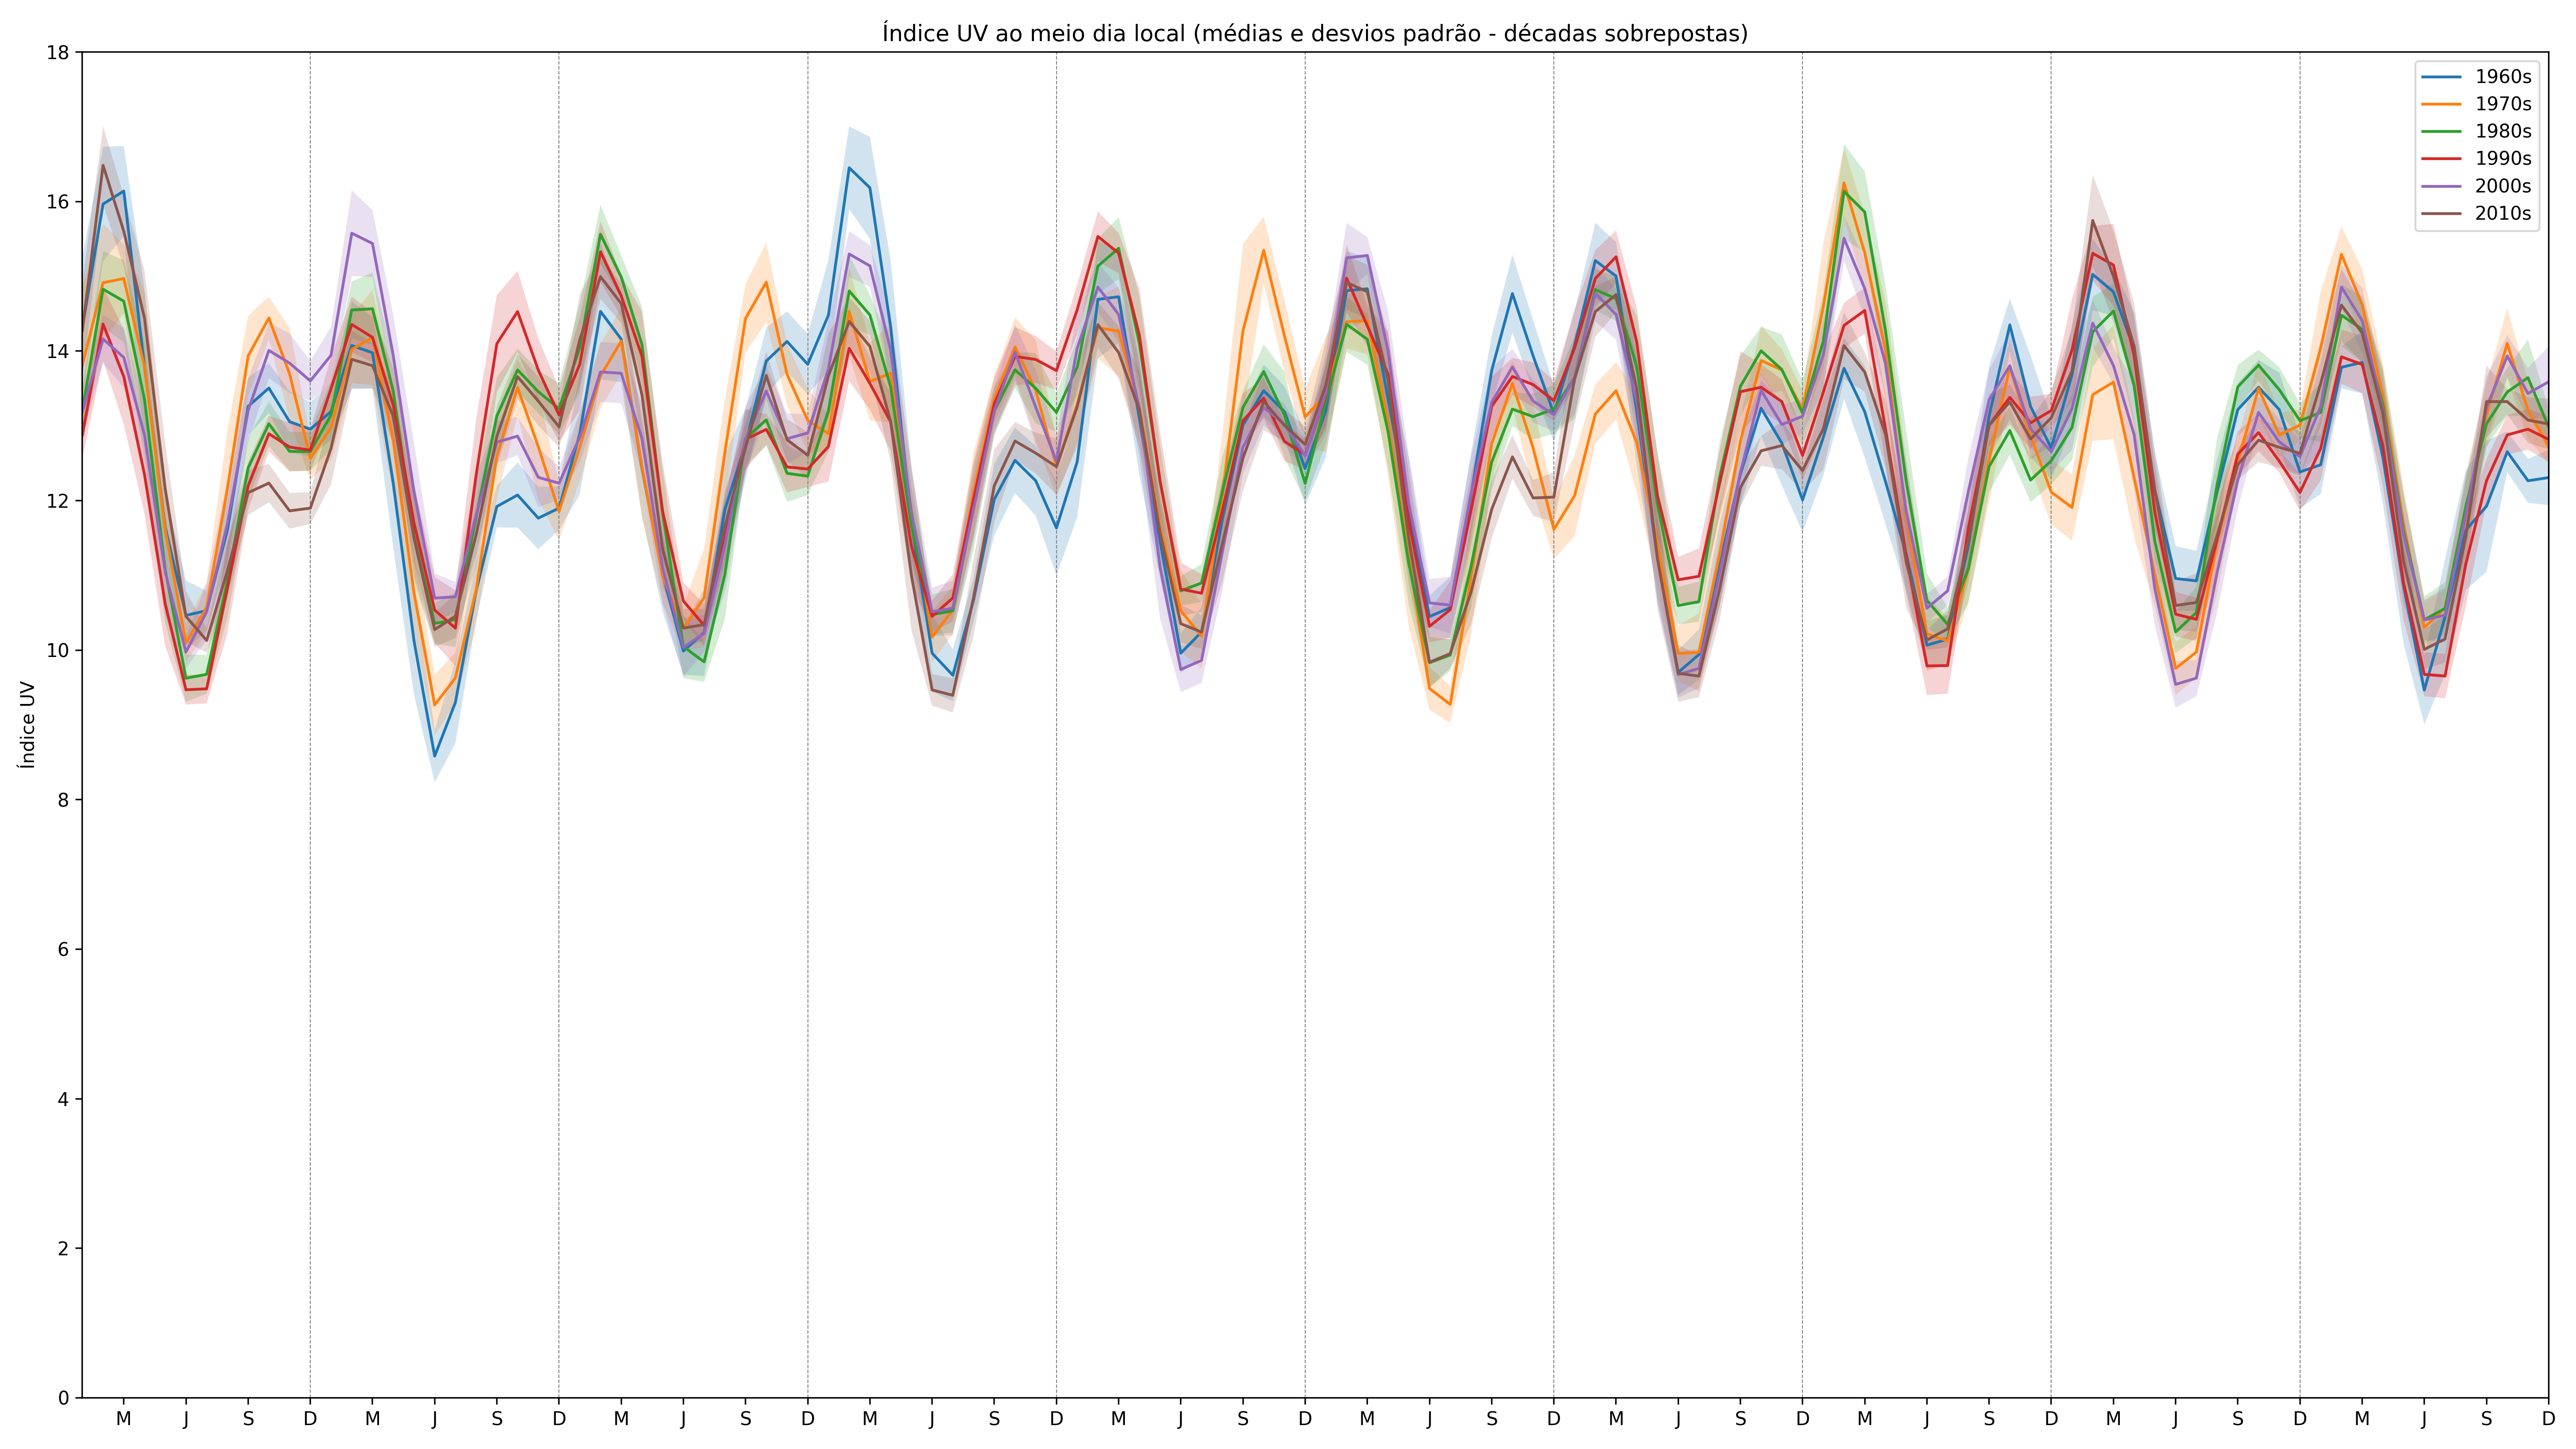 Índice UV ao meio dia local (médias e desvios padrão - décadas sobrepostas)
18
16
14
12
10
8
6
4
2
0
Índice UV
1960s
1970s
1980s
1990s
2000s
2010s
M J S D M J S D M J S D M J S D M J S D M J S D M J S D M J S D M J S D M J S D